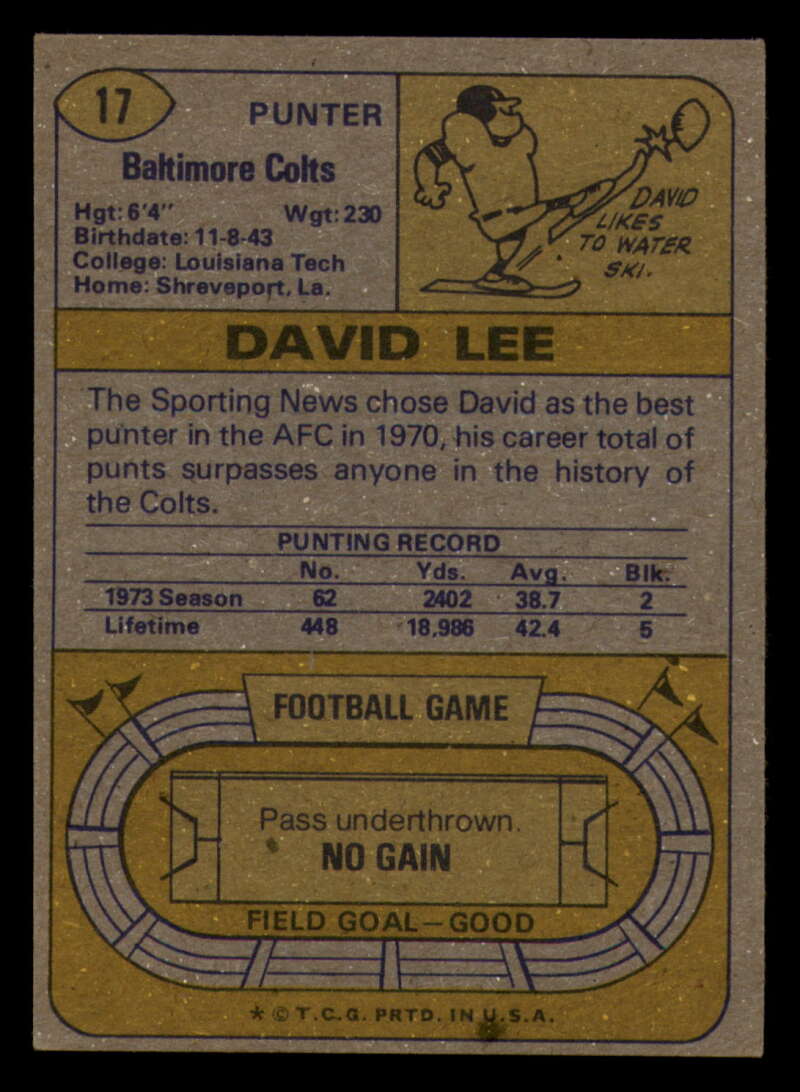 17
PUNTER
Baltimore Colts
Hgt: 6'4" Wgt: 230
Birthdate: 11-8-43
College: Louisiana Tech
Home: Shreveport, La.
DAVID
LIKES
TO WATER
SKI.
DAVID LEE
The Sporting News chose David as the best
punter in the AFC in 1970, his career total of
punts surpasses anyone in the history of
the Colts.
PUNTING RECORD
No. Yds. Avg. Blk.
1973 Season 62 2402 38.7 2
Lifetime 448 18,986 42.4 5
FOOTBALL GAME
Pass underthrown.
NO GAIN
FIELD GOAL—GOOD
* © T.C.G. PRTD. IN U.S.A.